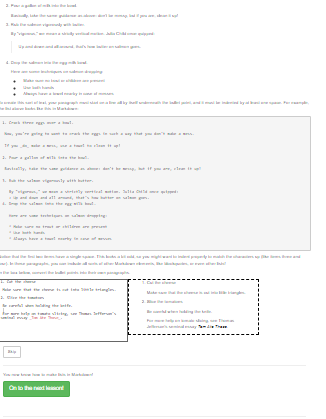 2. Pour a gallon of milk into the bowl.
Basically, take the same guidance as above: don't be messy, but if you are, clean it up!
3. Rub the salmon vigorously with butter.
By "vigorous," we mean a strictly vertical motion. Julia Child once quipped:
Up and down and all around, that's how butter on salmon goes.
4. Drop the salmon into the egg-milk bowl.
Here are some techniques on salmon-dropping:
Make sure no trout or children are present
Use both hands
Always have a towel nearby in case of messes
1. Crack three eggs over a bowl.
Now, you're going to want to crack the eggs in such a way that you don't make a mess.
If you _do_ make a mess, use a towel to clean it up!
2. Pour a gallon of milk into the bowl.
Basically, take the same guidance as above: don't be messy, but if you are, clean it up!
3. Rub the salmon vigorously with butter.
By "vigorous," we mean a strictly vertical motion. Julia Child once quipped:
> Up and down and all around, that's how butter on salmon goes.
4. Drop the salmon into the egg-milk bowl.
Here are some techniques on salmon-dropping:
* Make sure no trout or children are present
* Use both hands
* Always have a towel nearby in case of messes
1. Cut the cheese
Make sure that the cheese is cut into little triangles.
2. Slice the tomatoes
Be careful when holding the knife.
For more help on tomato slicing, see Thomas Jefferson's
seminal essay _Tom Ate Those_.
1. Cut the cheese
Make sure that the cheese is cut into little triangles.
2. Slice the tomatoes
Be careful when holding the knife.
For more help on tomato slicing, see Thomas
Jefferson's seminal essay Tom Ate Those
Skip
You now know how to make lists in Markdown!
On to the next lesson!